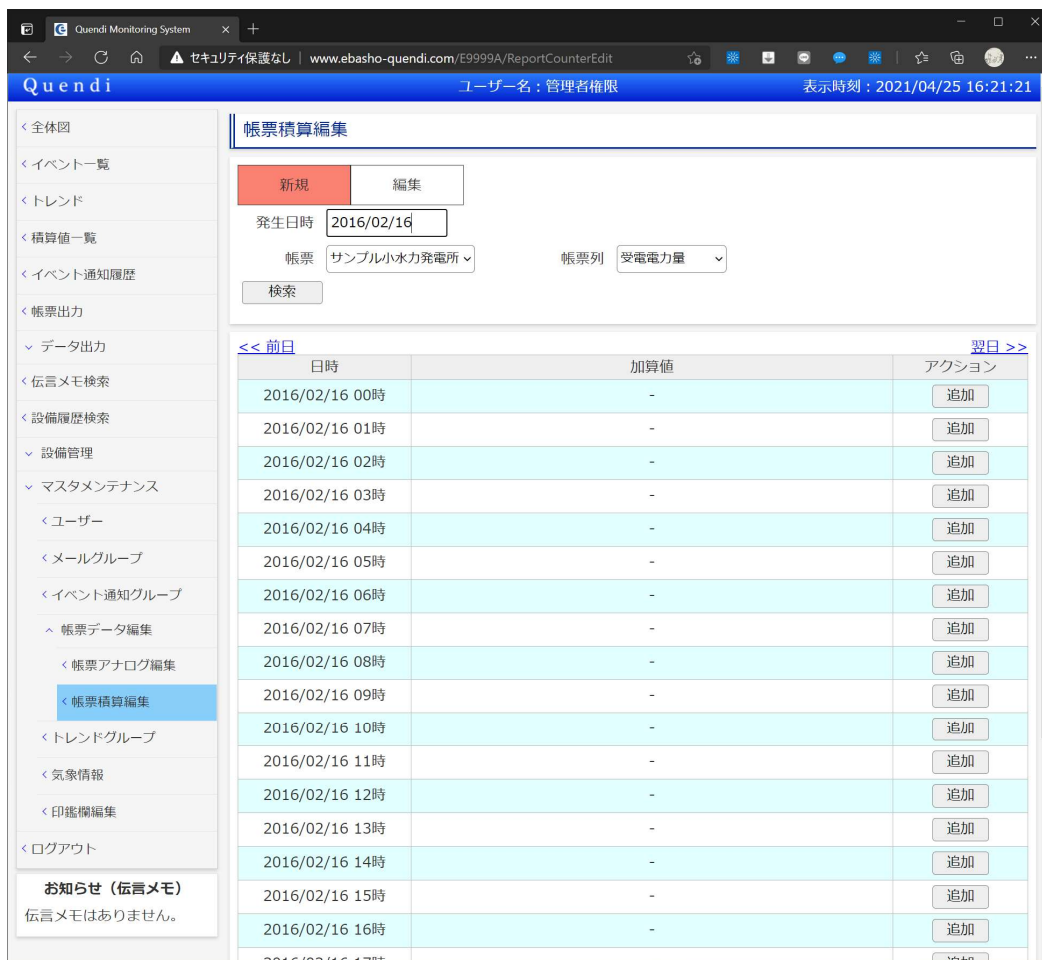 Quendi Monitoring System
セキュリティ保護なし | www.ebasho-quendi.com/E9999A/ReportCounterEdit
Quendi ユーザー名：管理者権限 表示時刻：2021/04/25 16:21:21
全体図
イベント一覧
トレンド
積算値一覧
イベント通知履歴
帳票出力
データ出力
伝言メモ検索
設備履歴検索
設備管理
マスタメンテナンス
ユーザー
メールグループ
イベント通知グループ
帳票データ編集
帳票アナログ編集
帳票積算編集
トレンドグループ
気象情報
印鑑欄編集
ログアウト
お知らせ（伝言メモ）
伝言メモはありません。
帳票積算編集
新規 編集
発生日時 2016/02/16
帳票 サンプル小水力発電所 帳票列 受電電力量
検索
<< 前日 翌日 >>
日時 加算値 アクション
2016/02/16 00時 - 追加
2016/02/16 01時 - 追加
2016/02/16 02時 - 追加
2016/02/16 03時 - 追加
2016/02/16 04時 - 追加
2016/02/16 05時 - 追加
2016/02/16 06時 - 追加
2016/02/16 07時 - 追加
2016/02/16 08時 - 追加
2016/02/16 09時 - 追加
2016/02/16 10時 - 追加
2016/02/16 11時 - 追加
2016/02/16 12時 - 追加
2016/02/16 13時 - 追加
2016/02/16 14時 - 追加
2016/02/16 15時 - 追加
2016/02/16 16時 - 追加